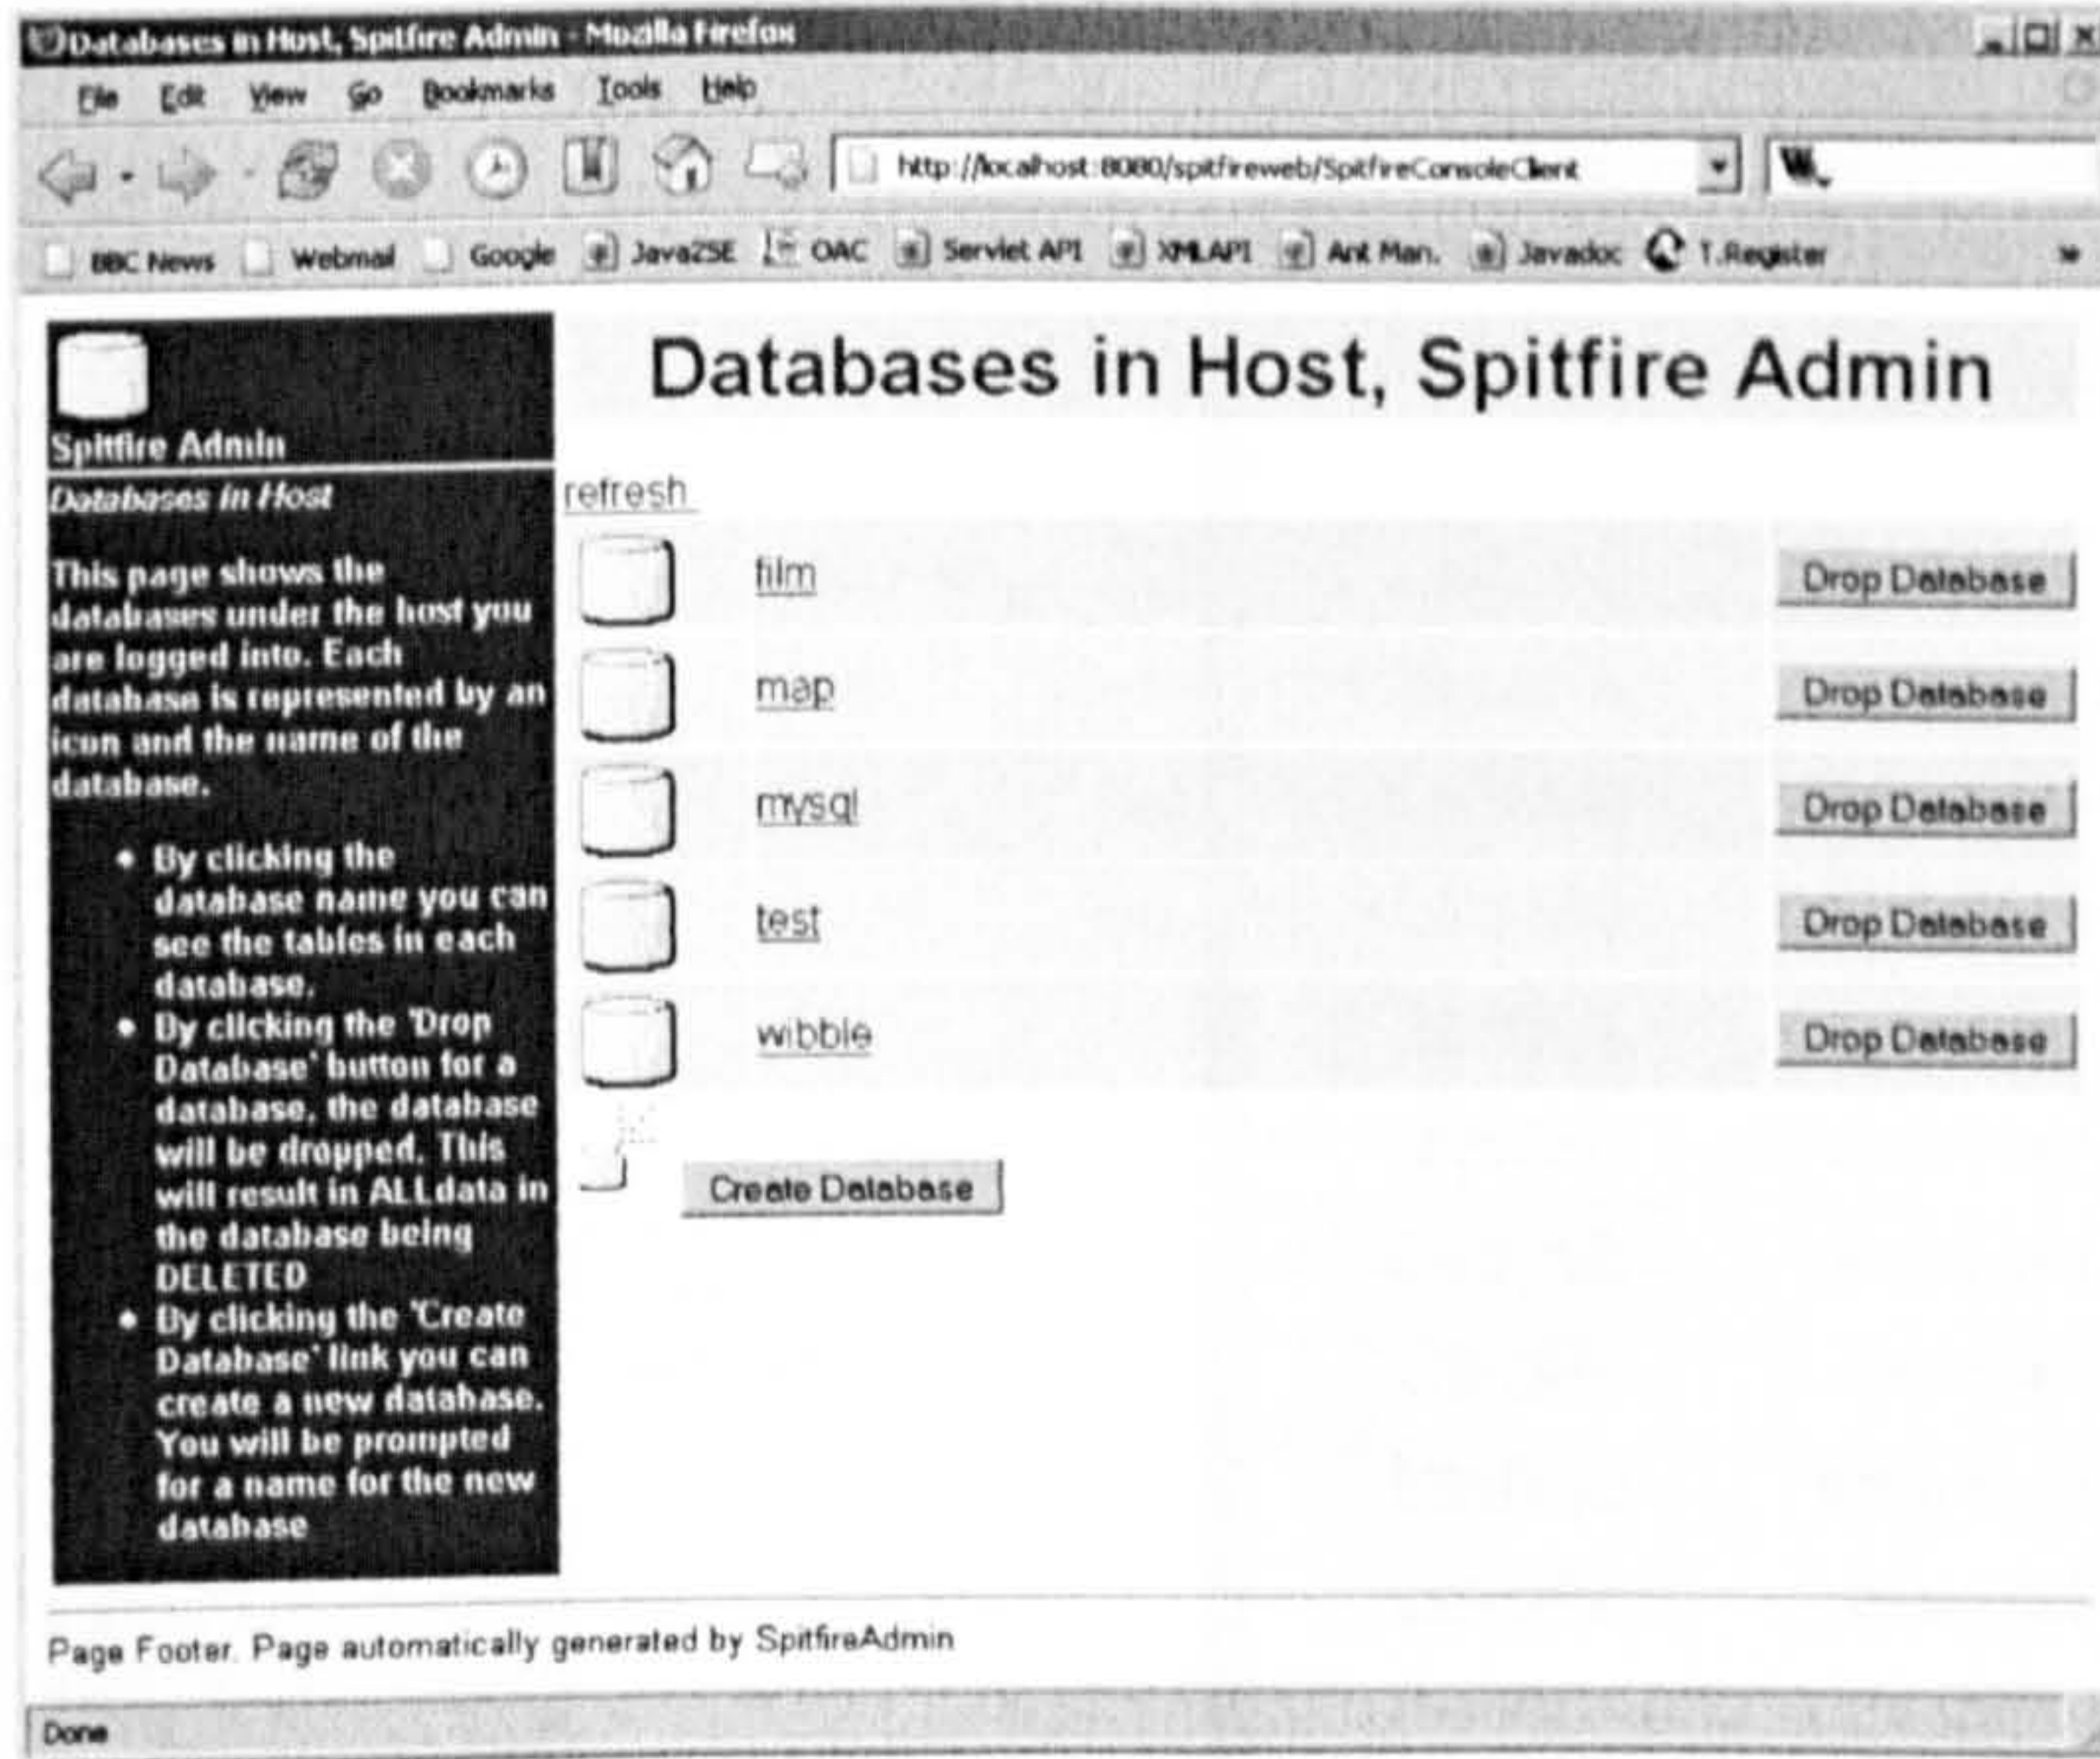 Databases in Host, Spitfire Admin - Mozilla Firefox
File Edit View Go Bookmarks Tools Help
http://localhost:8080/spitfireweb/SpitfireConsoleClient
W
BBC News Webmail Google Java2SE OAC Servlet API XMLAPI Ant Man. Javadoc T.Register
Spitfire Admin
Databases in Host
This page shows the
databases under the host you
are logged into. Each
database is represented by an
icon and the name of the
database.
• By clicking the
database name you can
see the tables in each
database.
• By clicking the 'Drop
Database' button for a
database, the database
will be dropped. This
will result in ALLdata in
the database being
DELETED
• By clicking the 'Create
Database' link you can
create a new database.
You will be prompted
for a name for the new
database
Databases in Host, Spitfire Admin
refresh
film Drop Database
map Drop Database
mysql Drop Database
test Drop Database
wibble Drop Database
Create Database
Page Footer. Page automatically generated by SpitfireAdmin
Done